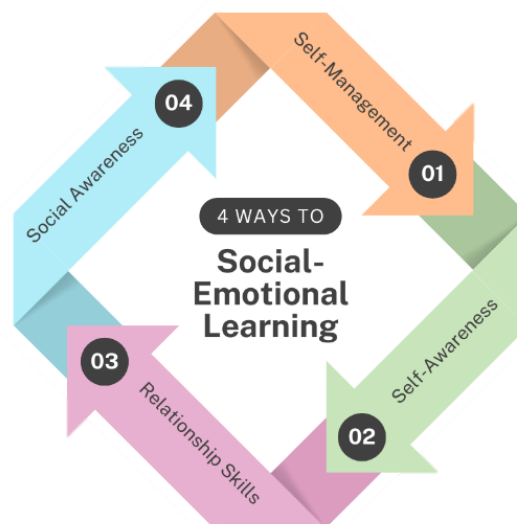 4 WAYS TO
Social-
Emotional
Learning
Self-Management
01
Self-Awareness
02
Relationship Skills
03
Social Awareness
04